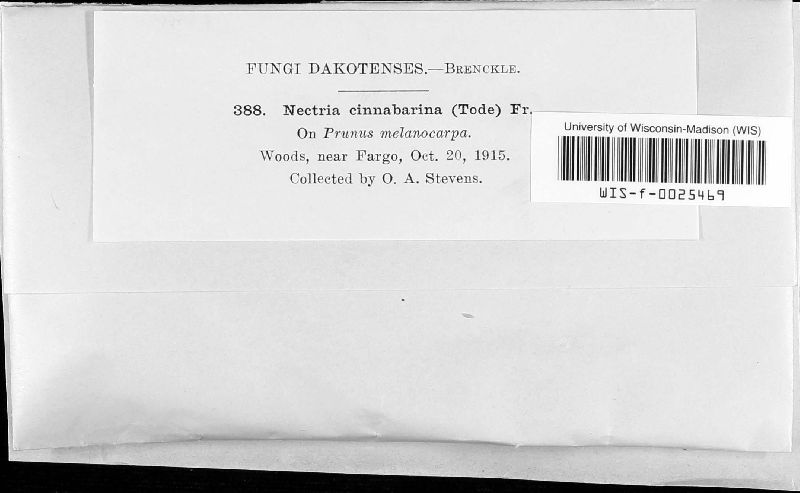 FUNGI DAKOTENSES.—BRENCKLE.
388. Nectria cinnabarina (Tode) Fr.
On Prunus melanocarpa.
Woods, near Fargo, Oct. 20, 1915.
Collected by O. A. Stevens.
University of Wisconsin-Madison (WIS)
WIS-f-0025469